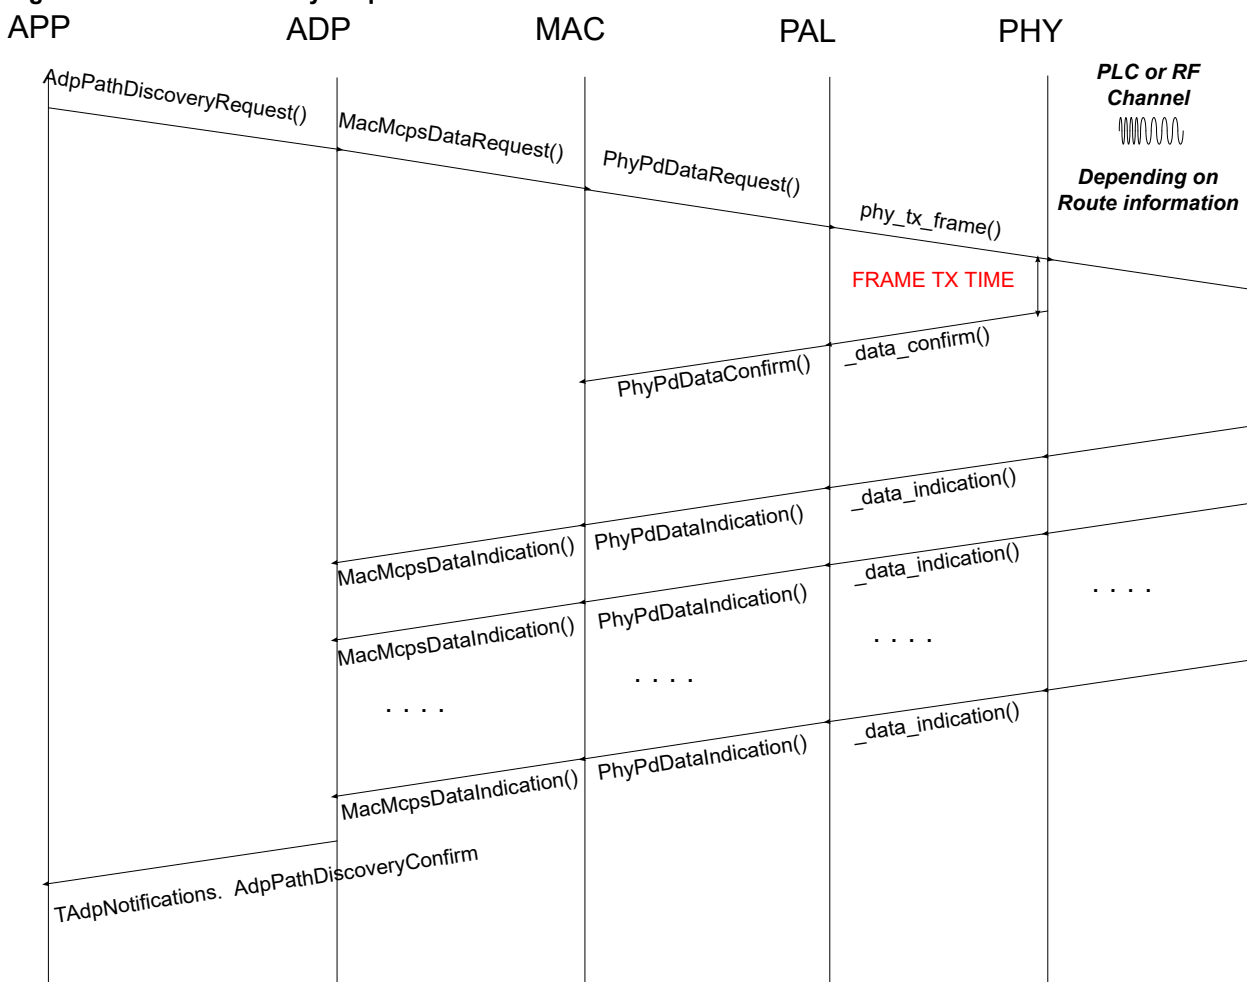 APP ADP MAC PAL PHY
PLC or RF
Channel
AdpPathDiscoveryRequest()
MacMcpsDataRequest()
PhyPdDataRequest()
Depending on
Route information
phy_tx_frame()
FRAME TX TIME
_data_confirm()
PhyPdDataConfirm()
_data_indication()
PhyPdDataIndication()
MacMcpsDataIndication()
_data_indication()
PhyPdDataIndication()
MacMcpsDataIndication()
. . . .
. . . .
. . . .
. . . .
_data_indication()
PhyPdDataIndication()
MacMcpsDataIndication()
TAdpNotifications. AdpPathDiscoveryConfirm